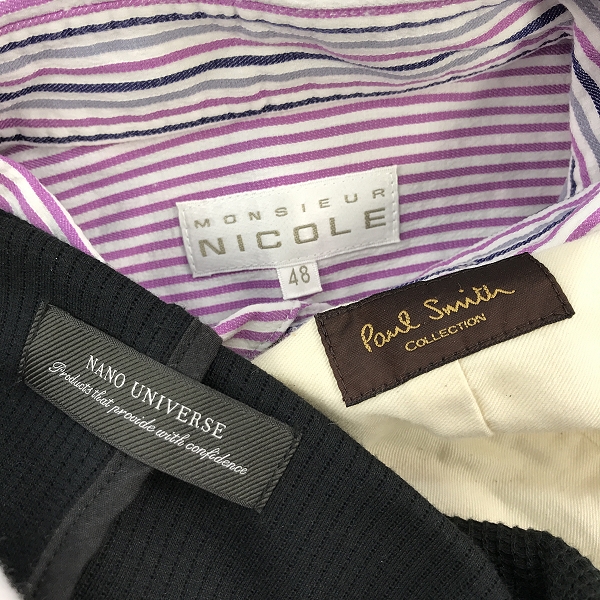 MONSIEUR
NICOLE
48
Paul Smith
COLLECTION
NANO UNIVERSE
Products that provide with confidence